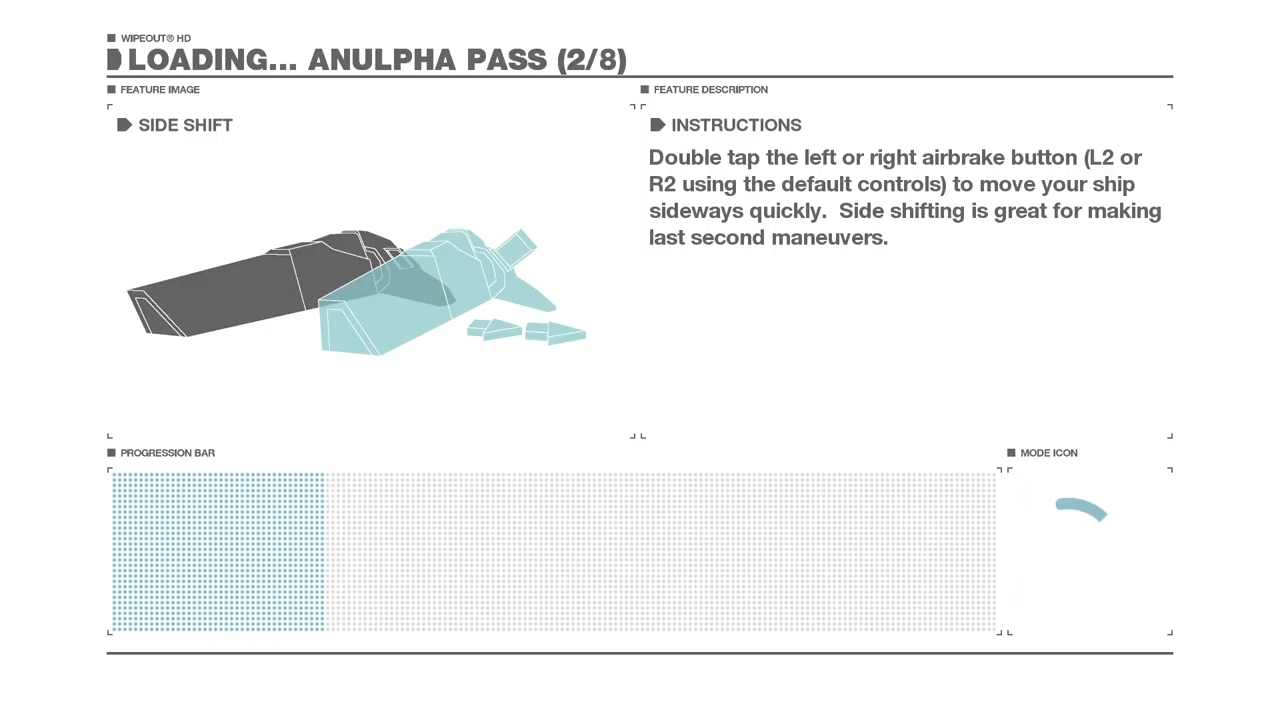 WIPEOUT® HD
LOADING... ANULPHA PASS (2/8)
FEATURE IMAGE
FEATURE DESCRIPTION
SIDE SHIFT
INSTRUCTIONS
Double tap the left or right airbrake button (L2 or
R2 using the default controls) to move your ship
sideways quickly.  Side shifting is great for making
last second maneuvers.
PROGRESSION BAR
MODE ICON